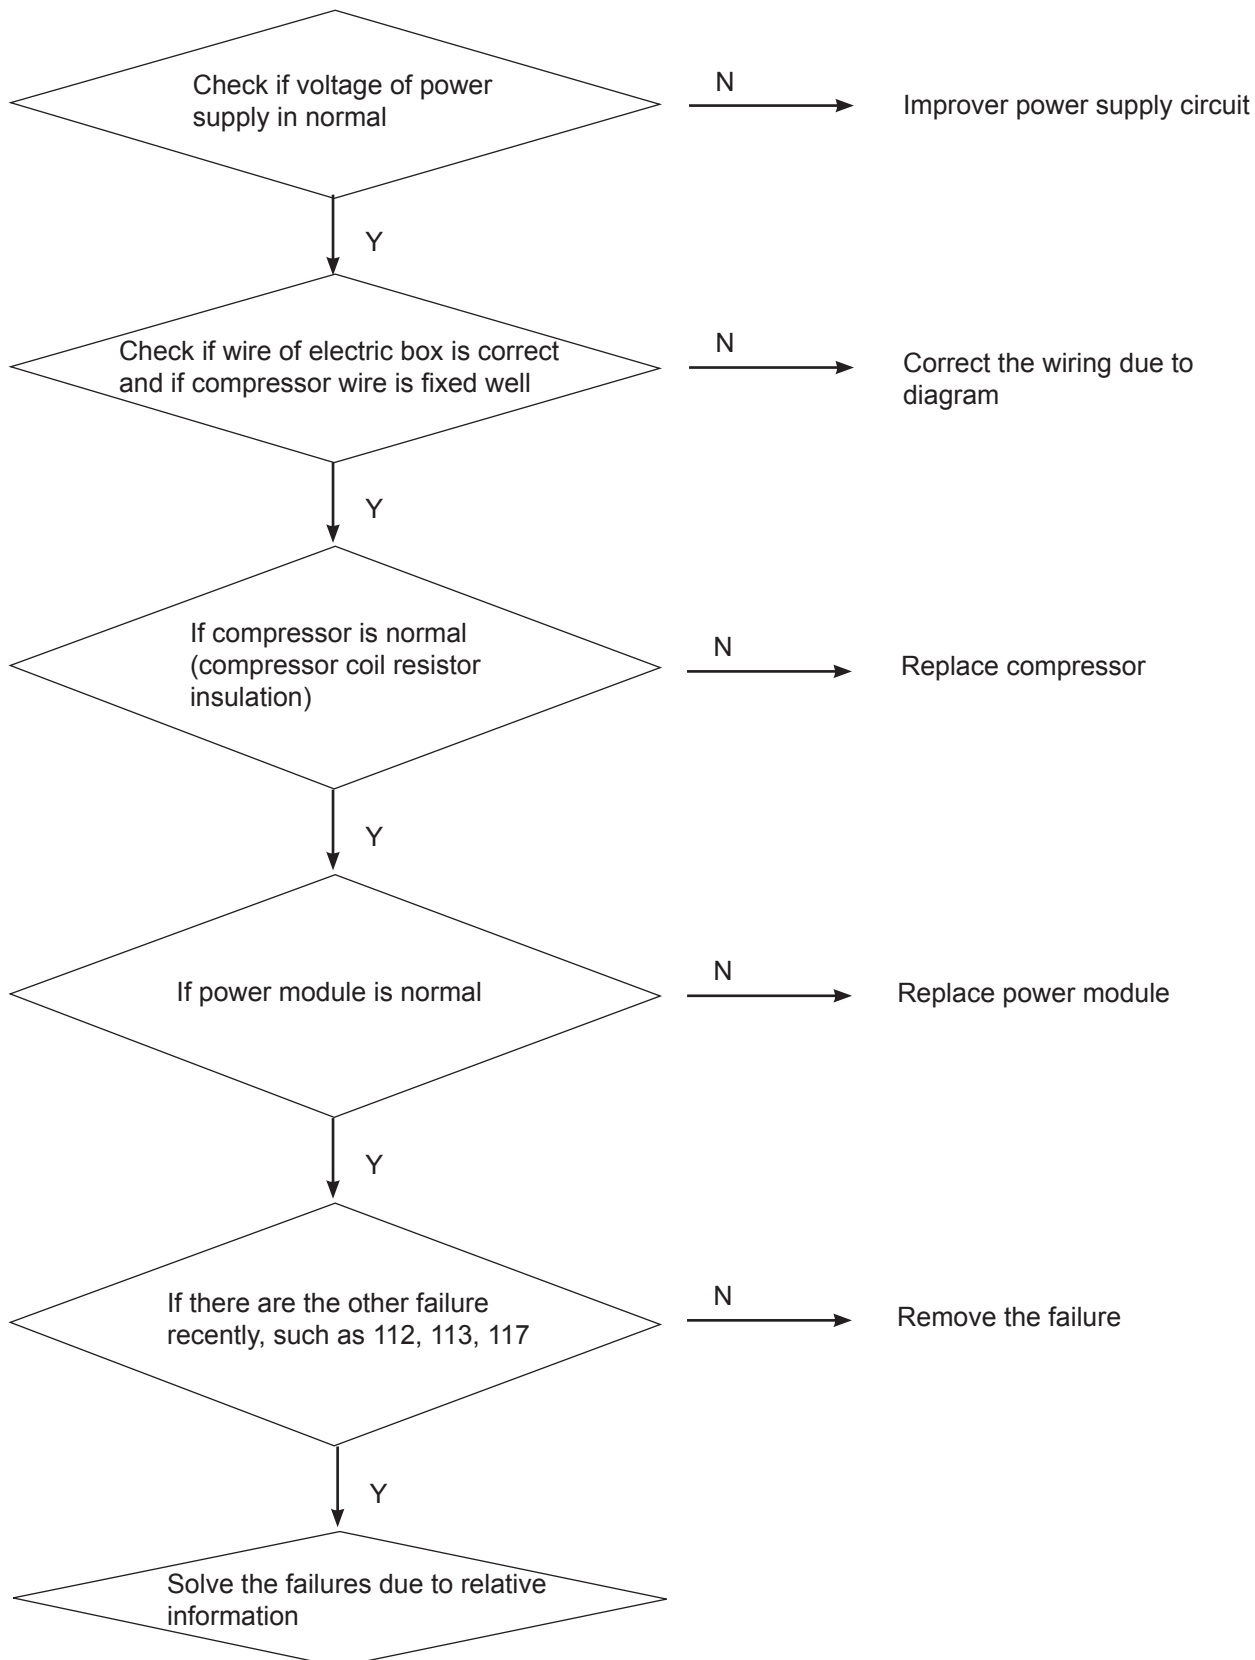 Check if voltage of power
supply in normal
N
Improver power supply circuit
Y
Check if wire of electric box is correct
and if compressor wire is fixed well
N
Correct the wiring due to
diagram
Y
If compressor is normal
(compressor coil resistor
insulation)
N
Replace compressor
Y
If power module is normal
N
Replace power module
Y
If there are the other failure
recently, such as 112, 113, 117
N
Remove the failure
Y
Solve the failures due to relative
information